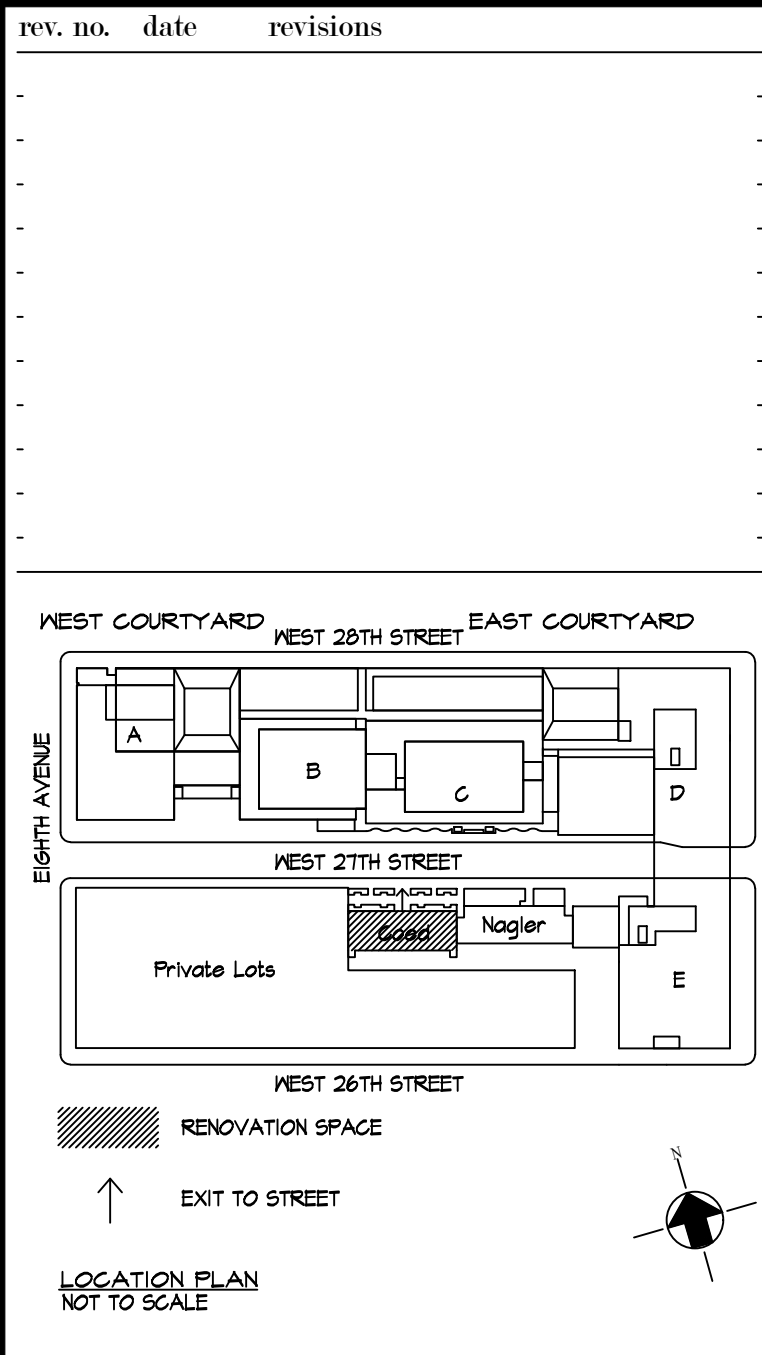 rev. no. date revisions
WEST COURTYARD
EAST COURTYARD
WEST 28TH STREET
EIGHTH AVENUE
A
B
C
D
WEST 27TH STREET
Coed
Nagler
Private Lots
E
WEST 26TH STREET
RENOVATION SPACE
N
EXIT TO STREET
LOCATION PLAN
NOT TO SCALE